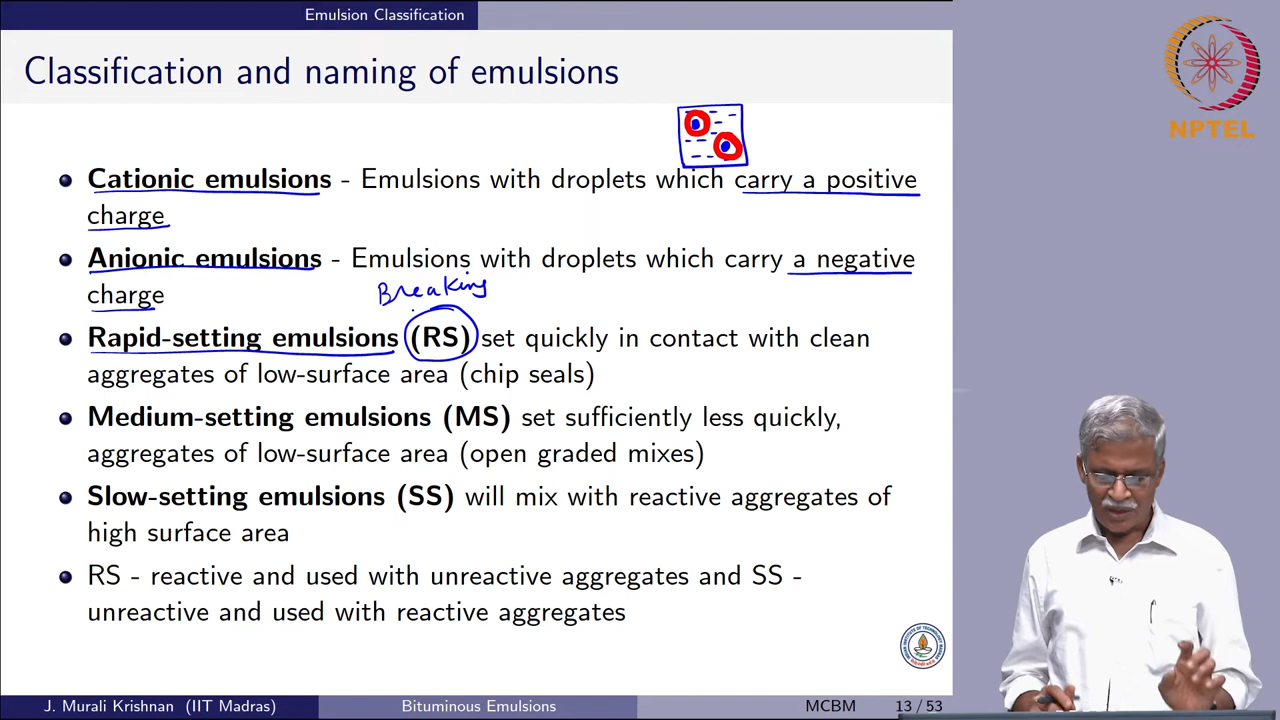 Emulsion Classification
Classification and naming of emulsions
NPTEL
Cationic emulsions - Emulsions with droplets which carry a positive
charge
Anionic emulsions - Emulsions with droplets which carry a negative
charge
Breaking
Rapid-setting emulsions (RS) set quickly in contact with clean
aggregates of low-surface area (chip seals)
Medium-setting emulsions (MS) set sufficiently less quickly,
aggregates of low-surface area (open graded mixes)
Slow-setting emulsions (SS) will mix with reactive aggregates of
high surface area
RS - reactive and used with unreactive aggregates and SS -
unreactive and used with reactive aggregates
J. Murali Krishnan (IIT Madras) Bituminous Emulsions MCBM 13 / 53